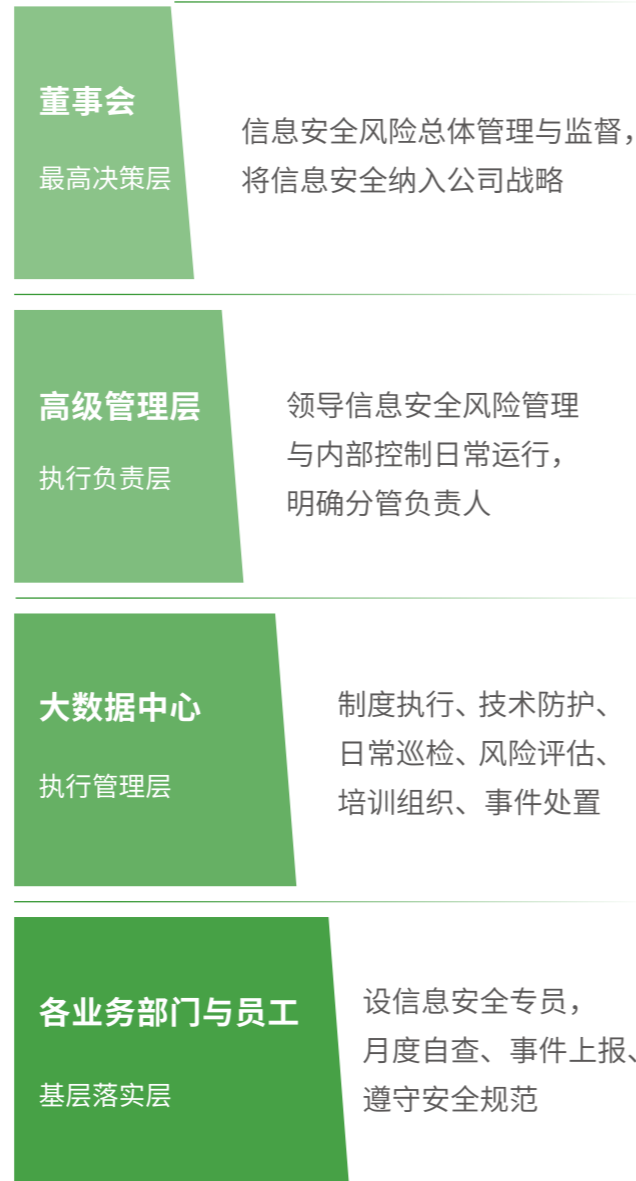 董事会
最高决策层
信息安全风险总体管理与监督，
将信息安全纳入公司战略
高级管理层
执行负责层
领导信息安全风险管理
与内部控制日常运行，
明确分管负责人
大数据中心
执行管理层
制度执行、技术防护、
日常巡检、风险评估、
培训组织、事件处置
各业务部门与员工
基层落实层
设信息安全专员，
月度自查、事件上报、
遵守安全规范